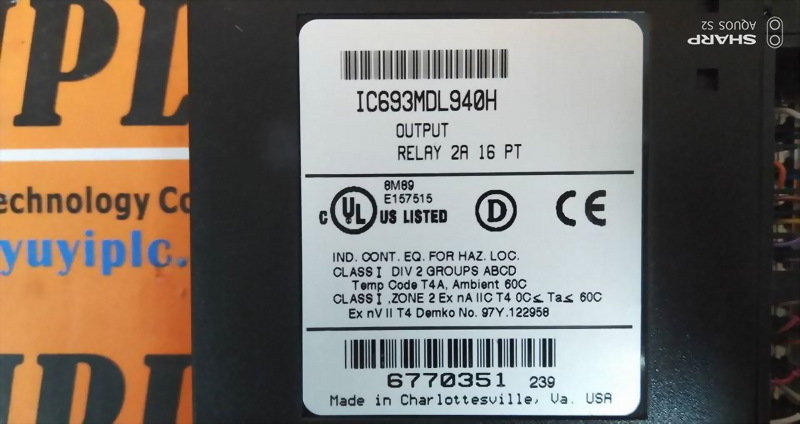 IC693MDL940H
OUTPUT
RELAY 2A 16 PT
8M89
E157515
C UL US LISTED
D
CE
IND. CONT. EQ. FOR HAZ. LOC.
CLASS I DIV 2 GROUPS ABCD
Temp Code T4A, Ambient 60C
CLASS I ,ZONE 2 Ex nA IIC T4 0C≤ Ta≤ 60C
Ex nV II T4 Demko No. 97Y.122958
6770351 239
Made in Charlottesville, Va. USA
echnology Co
yuyiplc.
SHARP
AQUOS S2